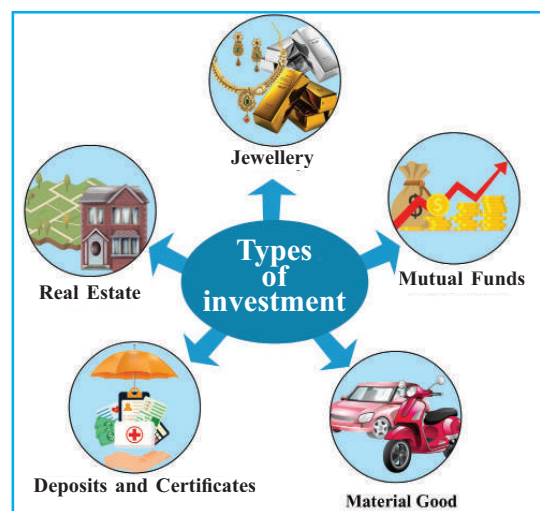 Jewellery
Real Estate
Types
of
investment
Mutual Funds
Deposits and Certificates
Material Good